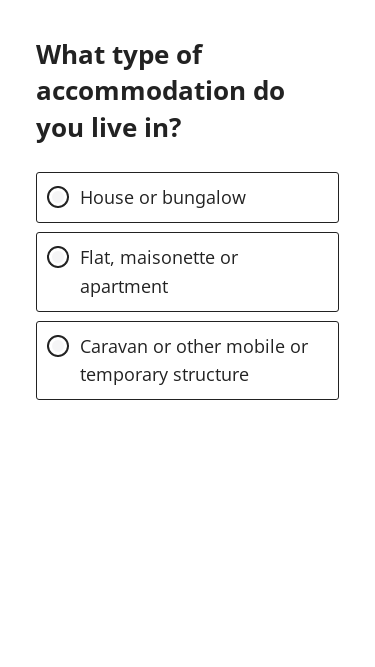 What type of
accommodation do
you live in?
House or bungalow
Flat, maisonette or
apartment
Caravan or other mobile or
temporary structure